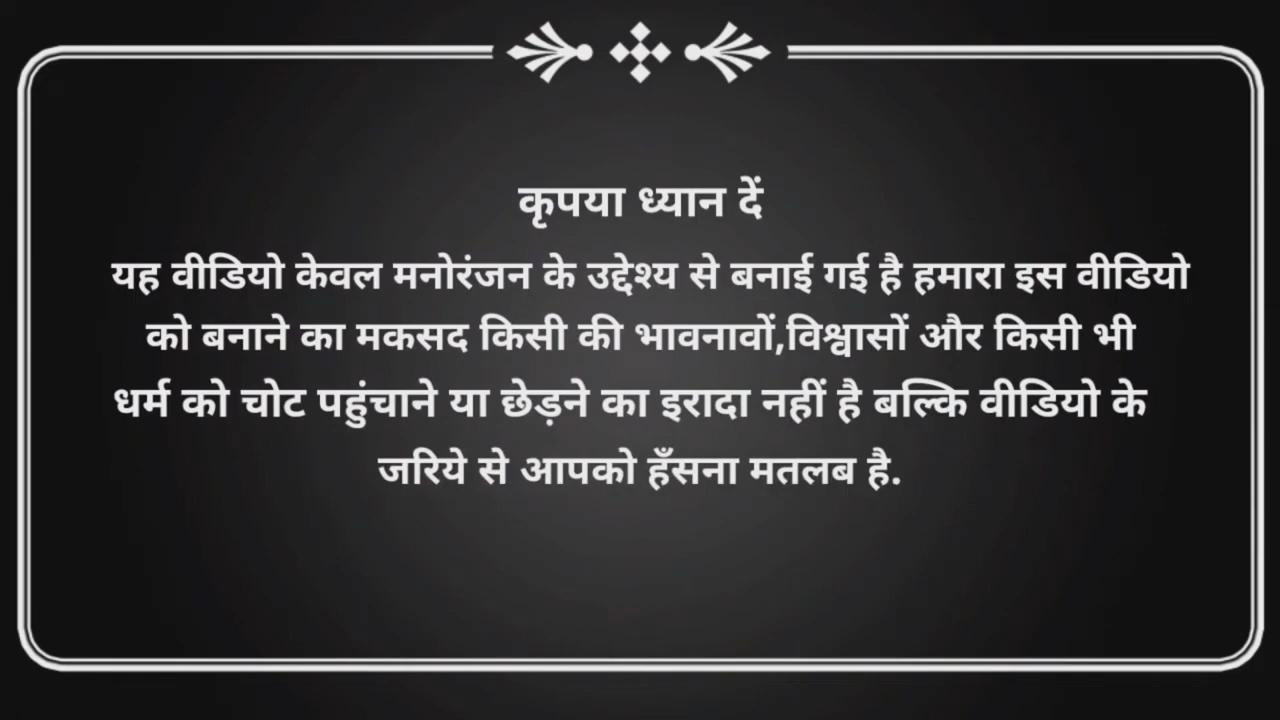 कृपया ध्यान दें
यह वीडियो केवल मनोरंजन के उद्देश्य से बनाई गई है हमारा इस वीडियो
को बनाने का मकसद किसी की भावनावों,विश्वासों और किसी भी
धर्म को चोट पहुंचाने या छेड़ने का इरादा नहीं है बल्कि वीडियो के
जरिये से आपको हँसना मतलब है.